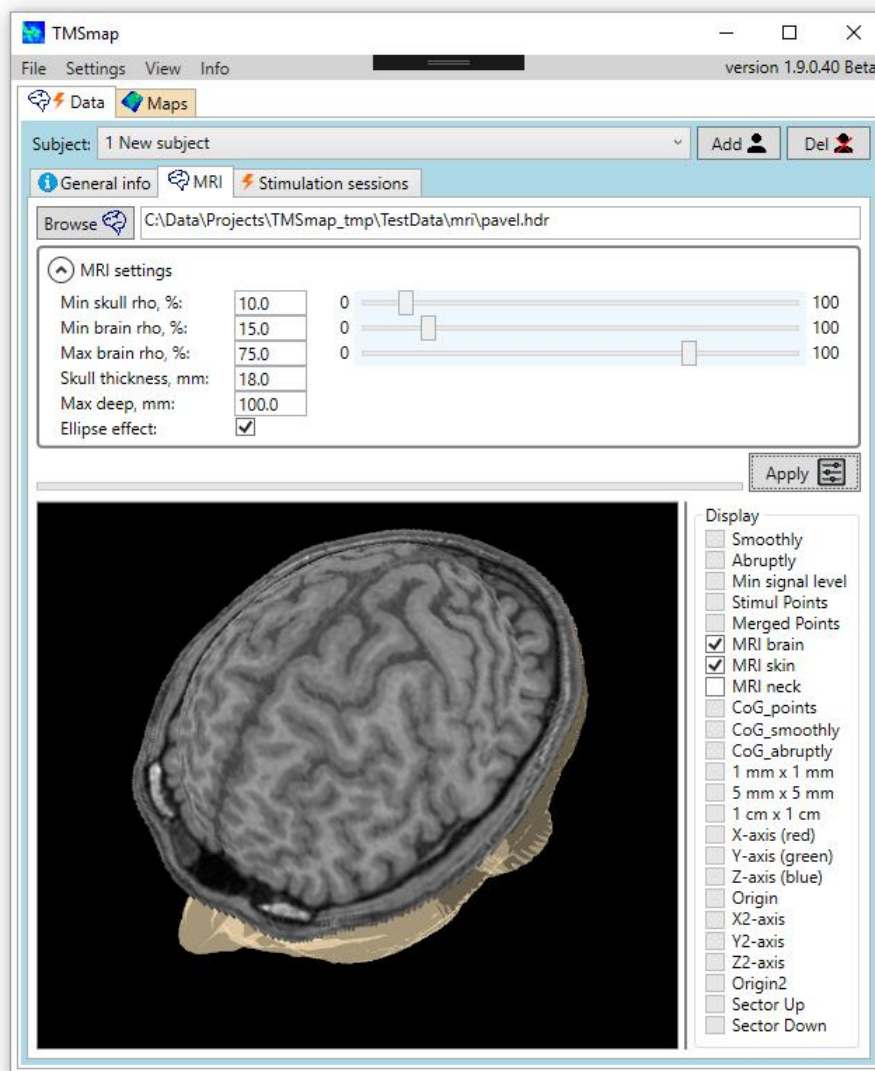 TMSmap
File Settings View Info version 1.9.0.40 Beta
Data Maps
Subject: 1 New subject Add Del
General info MRI Stimulation sessions
Browse C:\Data\Projects\TMSmap_tmp\TestData\mri\pavel.hdr
MRI settings
Min skull rho, %: 10.0 0 100
Min brain rho, %: 15.0 0 100
Max brain rho, %: 75.0 0 100
Skull thickness, mm: 18.0
Max deep, mm: 100.0
Ellipse effect:
Apply
Display
Smoothly
Abruptly
Min signal level
Stimul Points
Merged Points
MRI brain
MRI skin
MRI neck
CoG_points
CoG_smoothly
CoG_abruptly
1 mm x 1 mm
5 mm x 5 mm
1 cm x 1 cm
X-axis (red)
Y-axis (green)
Z-axis (blue)
Origin
X2-axis
Y2-axis
Z2-axis
Origin2
Sector Up
Sector Down